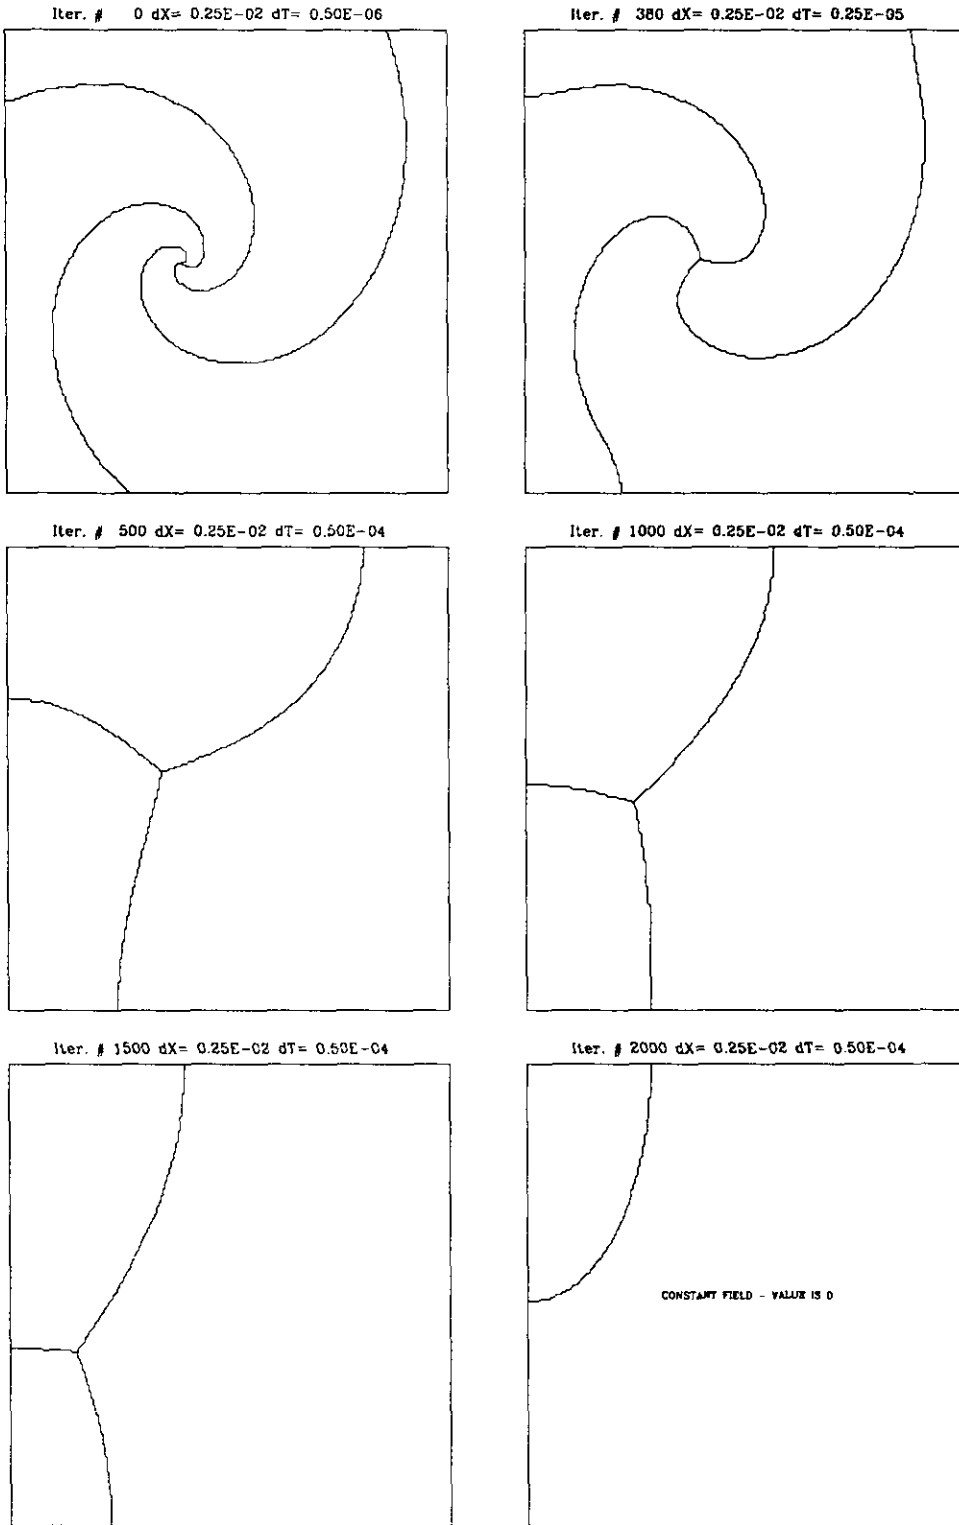 Iter. # 0 dX= 0.25E-02 dT= 0.50E-06
Iter. # 380 dX= 0.25E-02 dT= 0.25E-05
Iter. # 500 dX= 0.25E-02 dT= 0.50E-04
Iter. # 1000 dX= 0.25E-02 dT= 0.50E-04
Iter. # 1500 dX= 0.25E-02 dT= 0.50E-04
Iter. # 2000 dX= 0.25E-02 dT= 0.50E-04
CONSTANT FIELD - VALUE IS 0